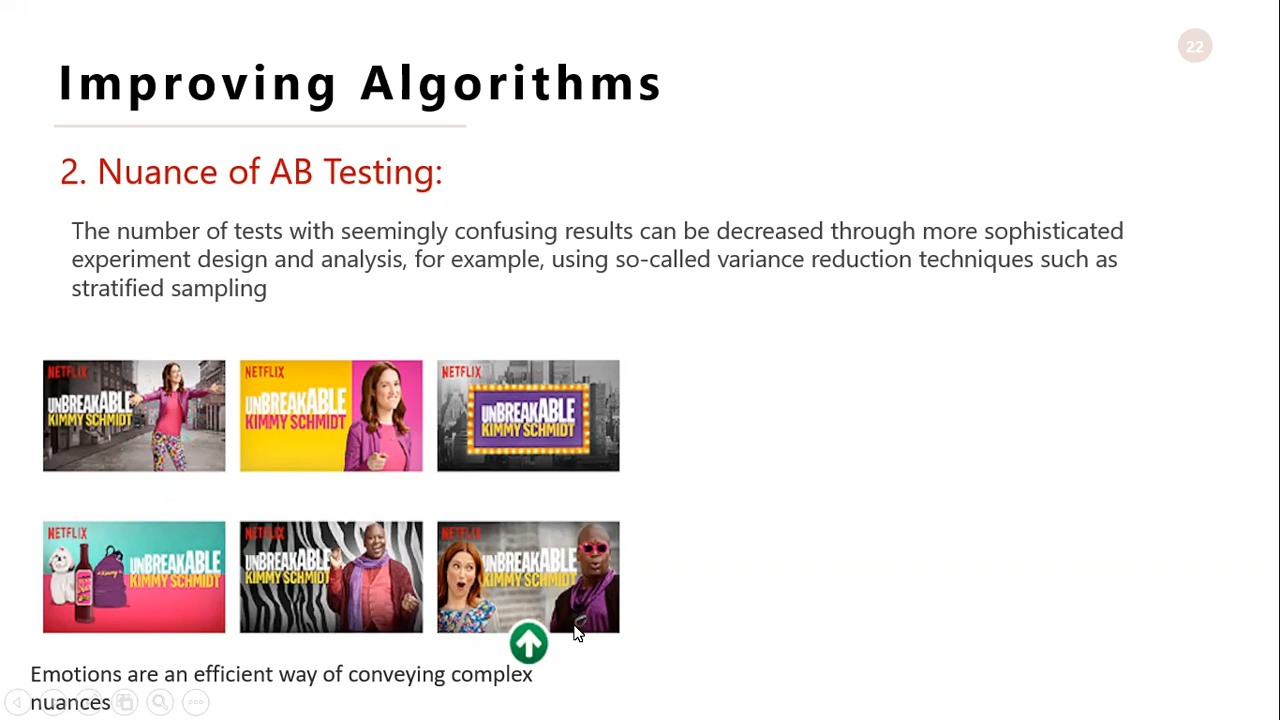 22
Improving Algorithms
2. Nuance of AB Testing:
The number of tests with seemingly confusing results can be decreased through more sophisticated
experiment design and analysis, for example, using so-called variance reduction techniques such as
stratified sampling
NETFLIX
UNBREAKABLE
KIMMY SCHMIDT
NETFLIX
UNBREAKABLE
KIMMY SCHMIDT
NETFLIX
UNBREAKABLE
KIMMY SCHMIDT
NETFLIX
UNBREAKABLE
KIMMY SCHMIDT
NETFLIX
UNBREAKABLE
KIMMY SCHMIDT
NETFLIX
UNBREAKABLE
KIMMY SCHMIDT
Emotions are an efficient way of conveying complex
nuances